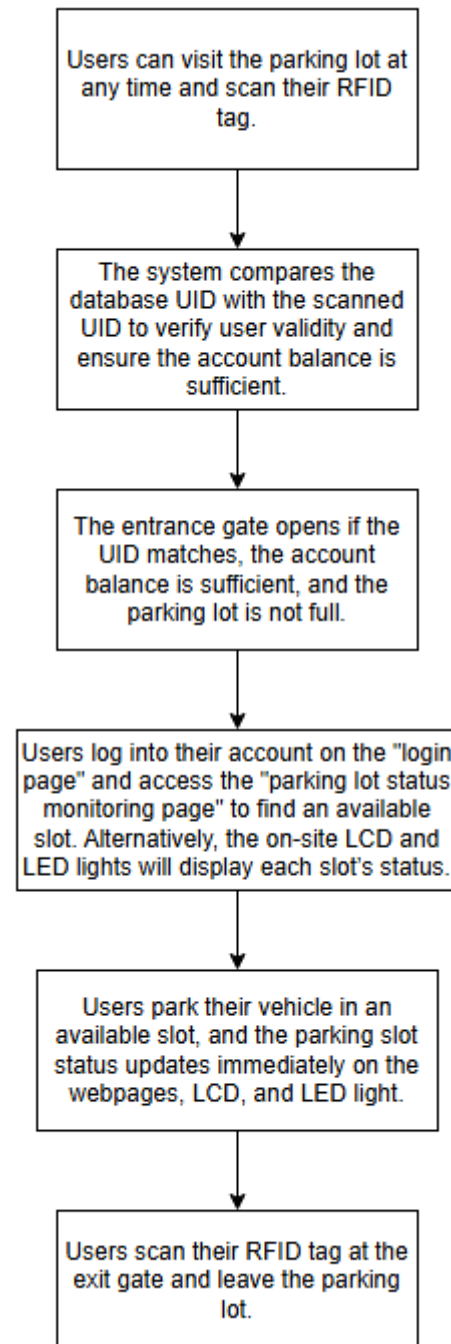 Users can visit the parking lot at
any time and scan their RFID
tag.
The system compares the
database UID with the scanned
UID to verify user validity and
ensure the account balance is
sufficient.
The entrance gate opens if the
UID matches, the account
balance is sufficient, and the
parking lot is not full.
Users log into their account on the "login
page" and access the "parking lot status
monitoring page" to find an available
slot. Alternatively, the on-site LCD and
LED lights will display each slot's status.
Users park their vehicle in an
available slot, and the parking slot
status updates immediately on the
webpages, LCD, and LED light.
Users scan their RFID tag at the
exit gate and leave the parking
lot.